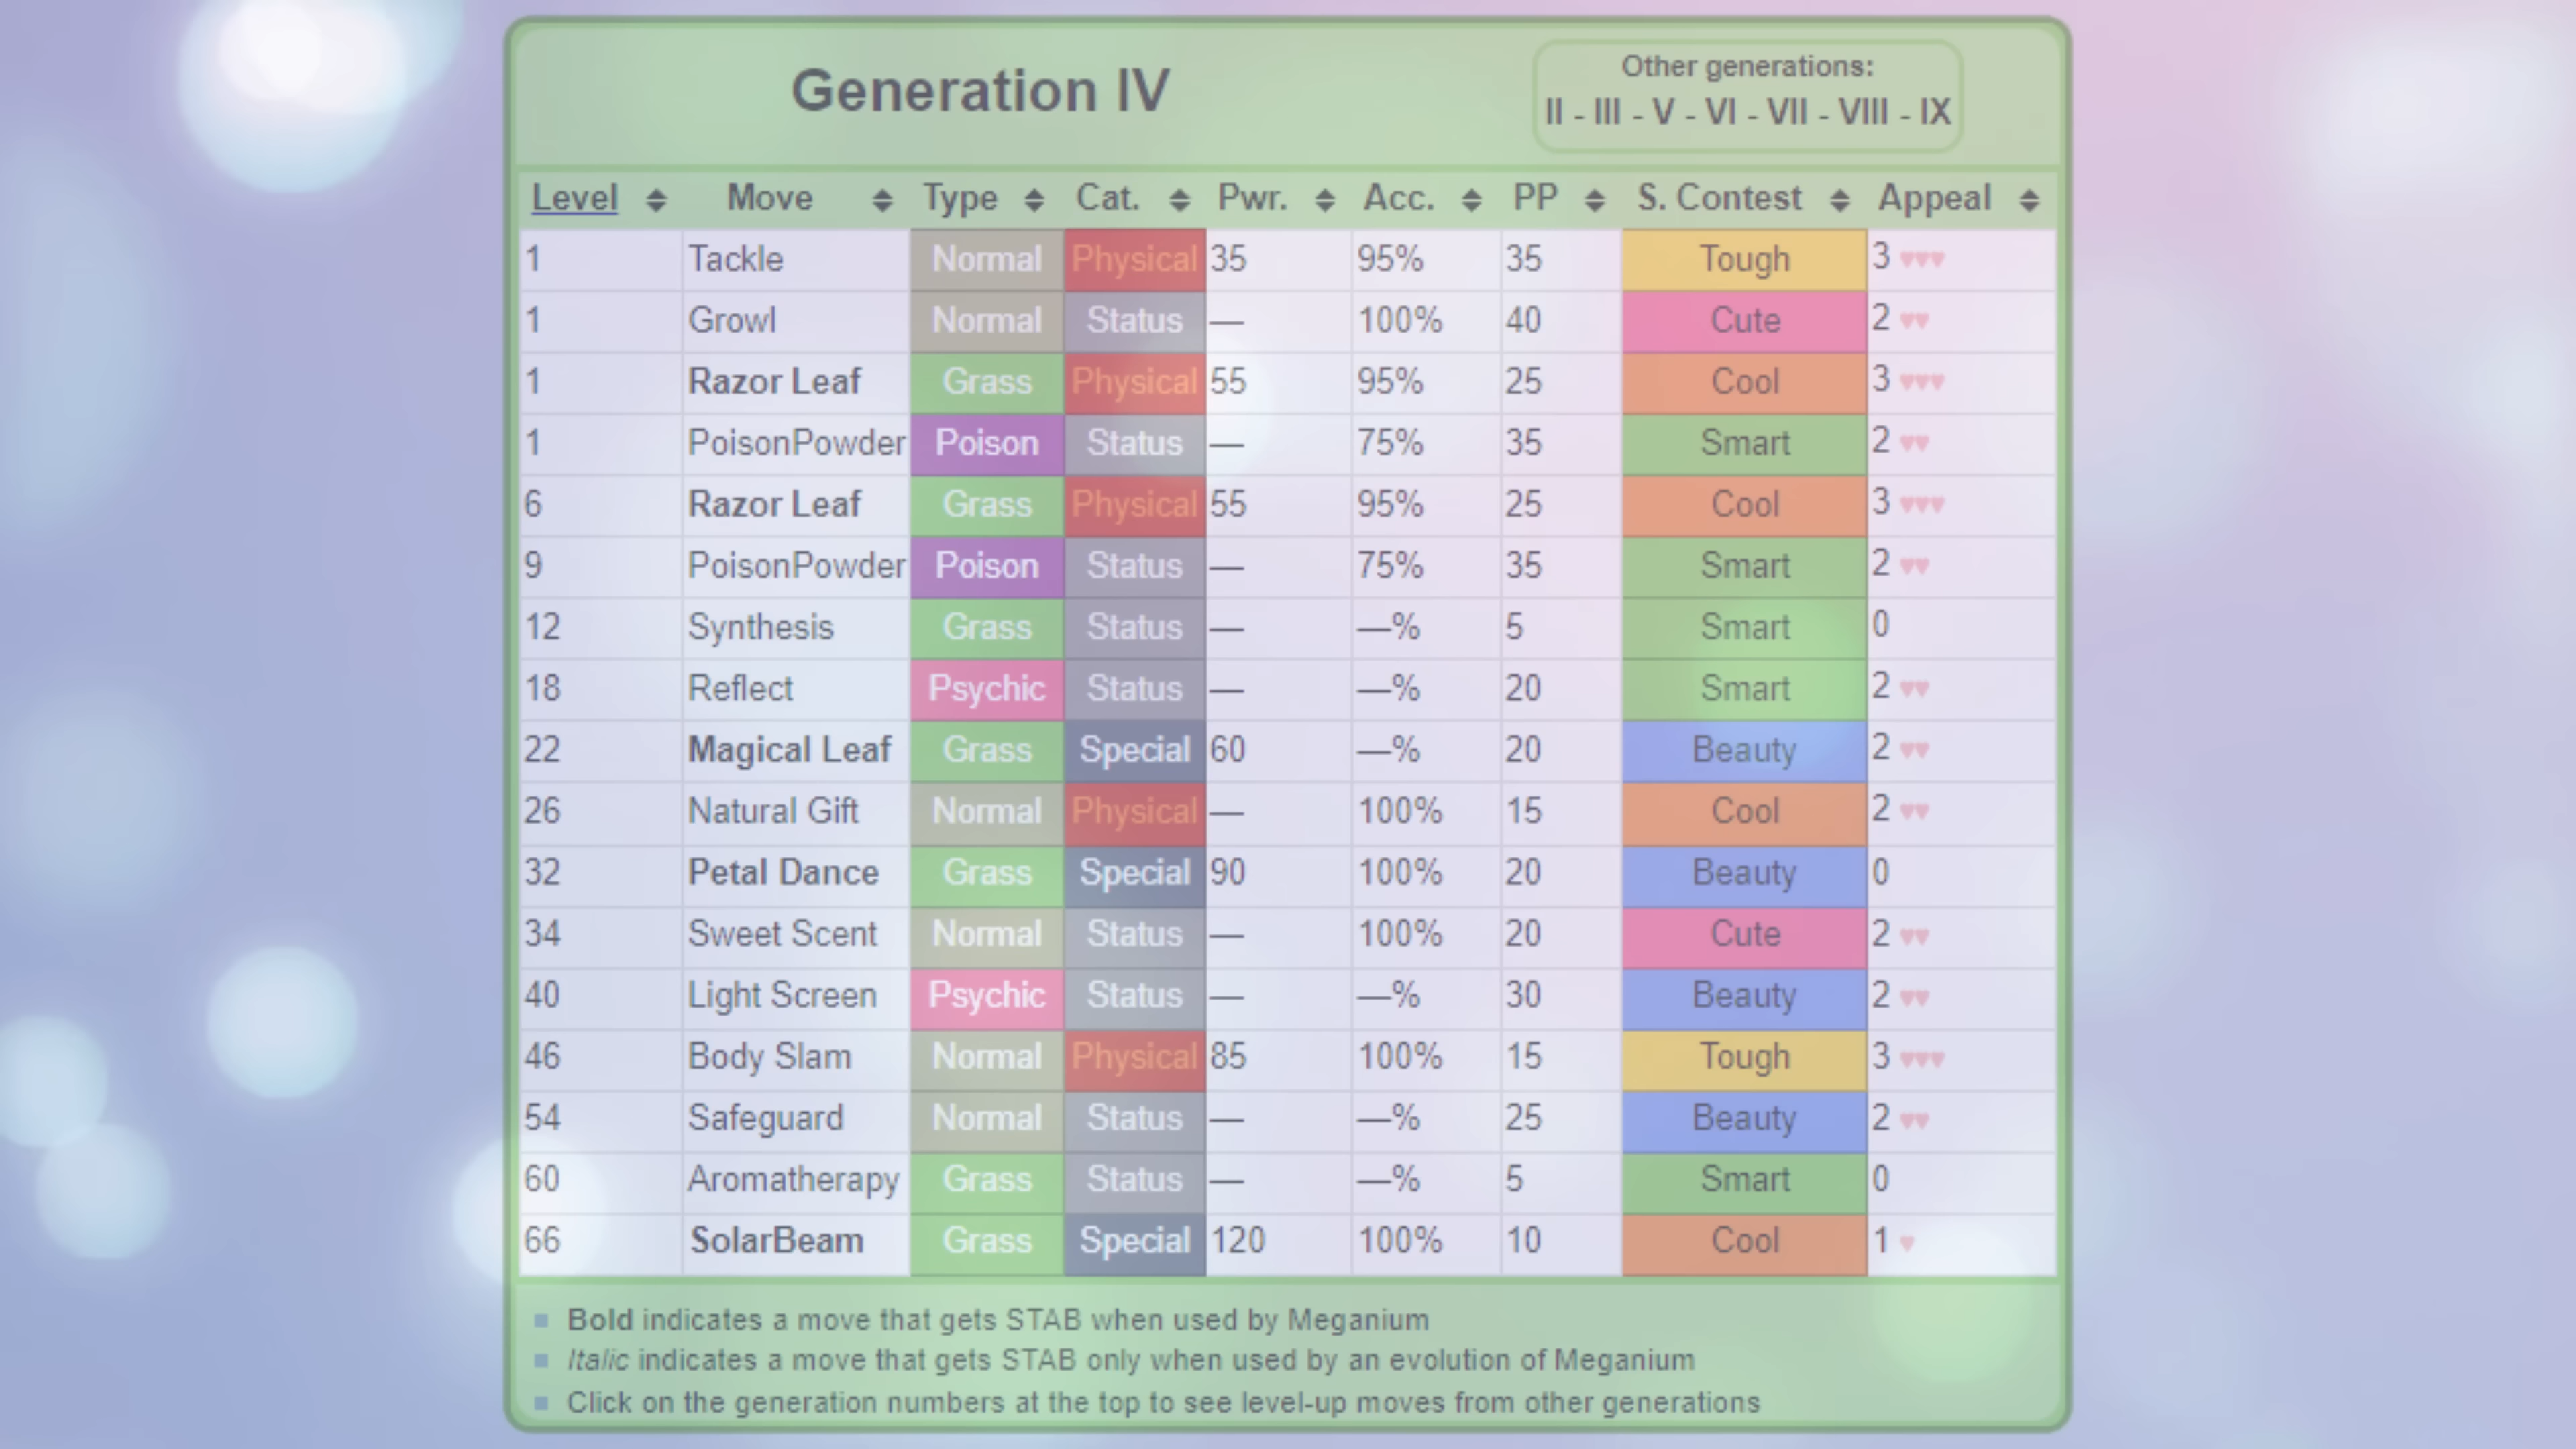 Generation IV
Other generations:
II - III - V - VI - VII - VIII - IX
Level Move Type Cat. Pwr. Acc. PP S. Contest Appeal
1 Tackle Normal Physical 35 95% 35 Tough 3 ♥♥♥
1 Growl Normal Status — 100% 40 Cute 2 ♥♥
1 Razor Leaf Grass Physical 55 95% 25 Cool 3 ♥♥♥
1 PoisonPowder Poison Status — 75% 35 Smart 2 ♥♥
6 Razor Leaf Grass Physical 55 95% 25 Cool 3 ♥♥♥
9 PoisonPowder Poison Status — 75% 35 Smart 2 ♥♥
12 Synthesis Grass Status — —% 5 Smart 0
18 Reflect Psychic Status — —% 20 Smart 2 ♥♥
22 Magical Leaf Grass Special 60 —% 20 Beauty 2 ♥♥
26 Natural Gift Normal Physical — 100% 15 Cool 2 ♥♥
32 Petal Dance Grass Special 90 100% 20 Beauty 0
34 Sweet Scent Normal Status — 100% 20 Cute 2 ♥♥
40 Light Screen Psychic Status — —% 30 Beauty 2 ♥♥
46 Body Slam Normal Physical 85 100% 15 Tough 3 ♥♥♥
54 Safeguard Normal Status — —% 25 Beauty 2 ♥♥
60 Aromatherapy Grass Status — —% 5 Smart 0
66 SolarBeam Grass Special 120 100% 10 Cool 1 ♥
Bold indicates a move that gets STAB when used by Meganium
Italic indicates a move that gets STAB only when used by an evolution of Meganium
Click on the generation numbers at the top to see level-up moves from other generations